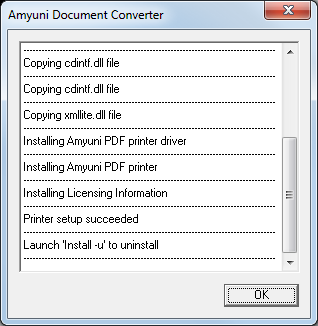 Amyuni Document Converter
Copying cdintf.dll file
Copying cdintf.dll file
Copying xmllite.dll file
Installing Amyuni PDF printer driver
Installing Amyuni PDF printer
Installing Licensing Information
Printer setup succeeded
Launch 'Install -u' to uninstall
OK